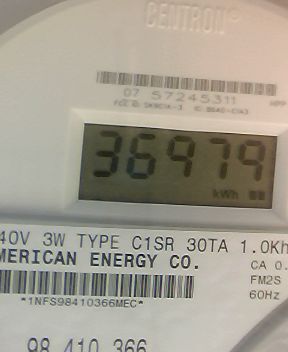 CENTRON®
07 57245311
36979
kWh
40V 3W TYPE C1SR 30TA 1.0Kh
MERICAN ENERGY CO.
CA 0.
FM2S
60Hz
*1NFS98410366MEC*
98 410 366